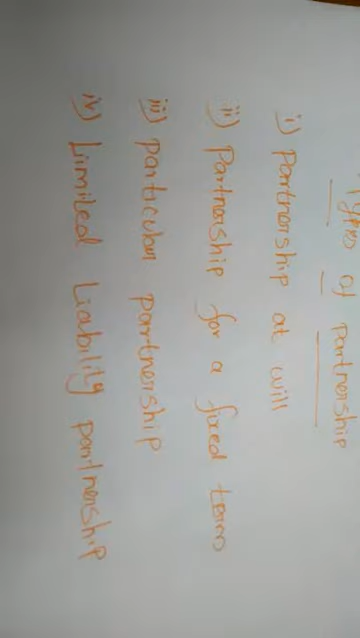 Types of partnership
i) Partnership at will
ii) Partnership for a fixed term
iii) particular partnership
iv) Limited Liability partnership